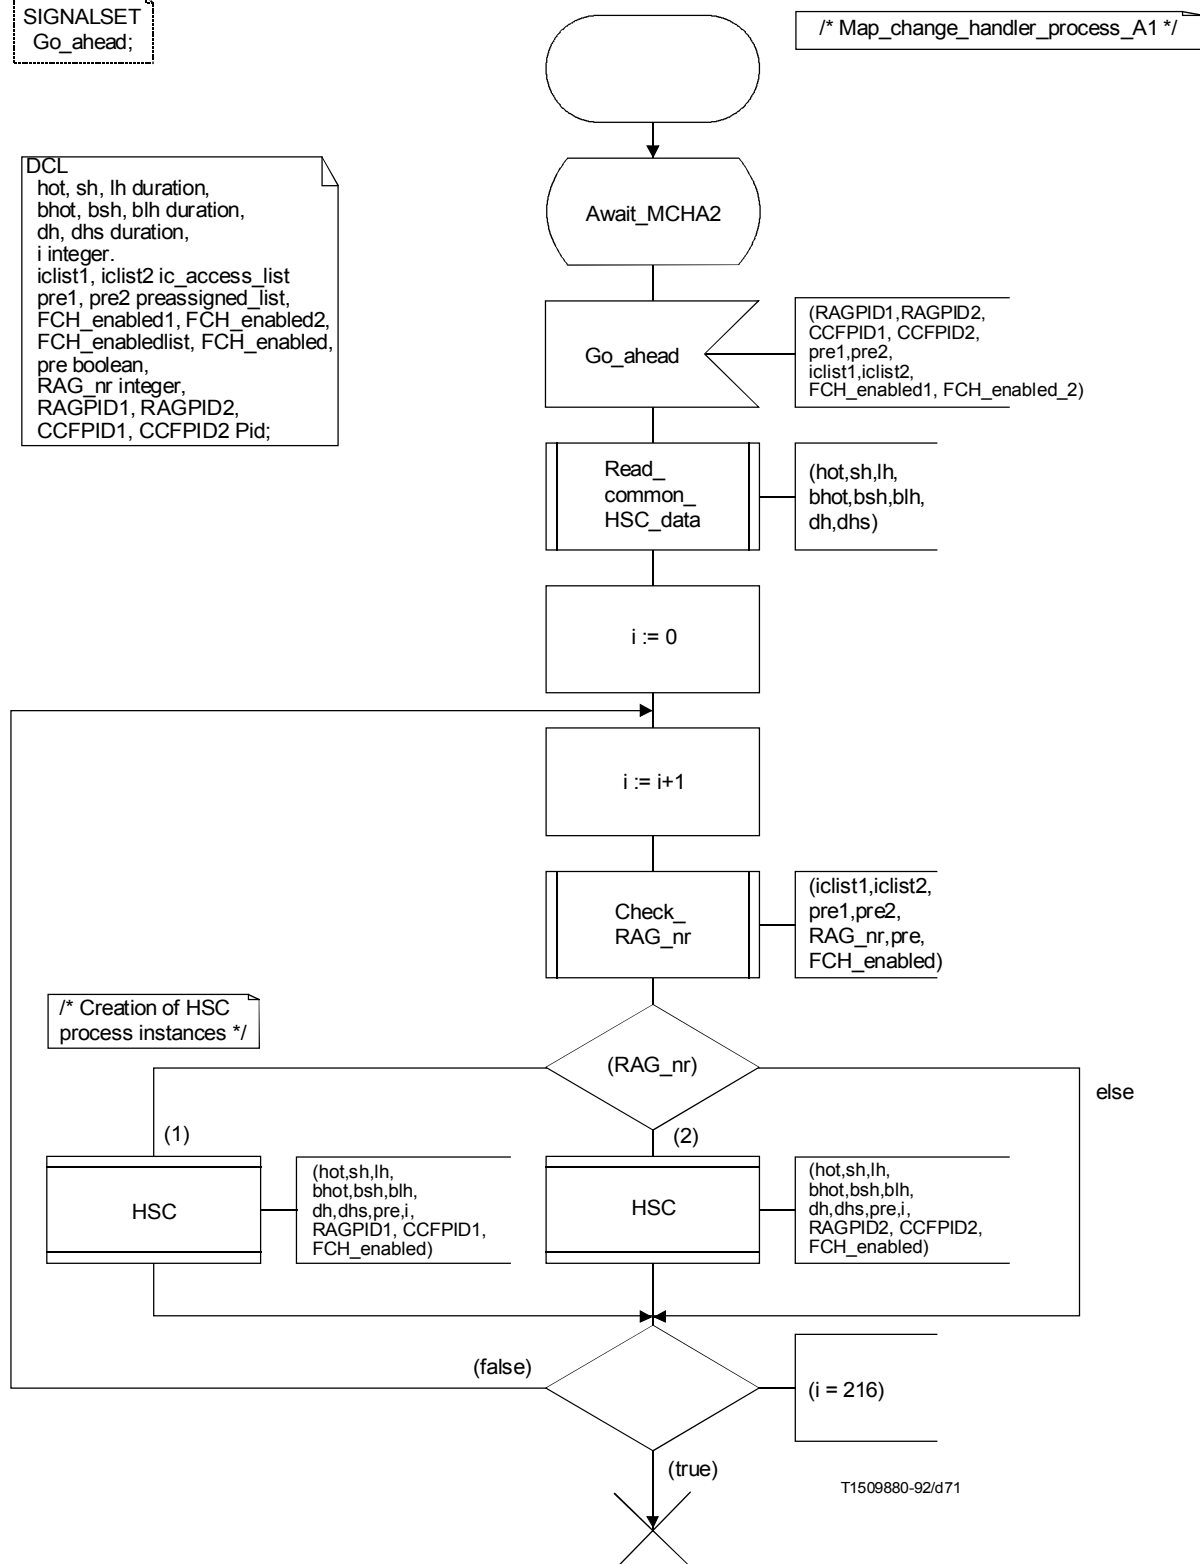 SIGNALSET
Go_ahead;
/* Map_change_handler_process_A1 */
DCL
hot, sh, lh duration,
bhot, bsh, blh duration,
dh, dhs duration,
i integer.
iclist1, iclist2 ic_access_list
pre1, pre2 preassigned_list,
FCH_enabled1, FCH_enabled2,
FCH_enabledlist, FCH_enabled,
pre boolean,
RAG_nr integer,
RAGPID1, RAGPID2,
CCFPID1, CCFPID2 Pid;
Await_MCHA2
Go_ahead
(RAGPID1,RAGPID2,
CCFPID1, CCFPID2,
pre1,pre2,
iclist1,iclist2,
FCH_enabled1, FCH_enabled_2)
Read_
common_
HSC_data
(hot,sh,lh,
bhot,bsh,blh,
dh,dhs)
i := 0
i := i+1
Check_
RAG_nr
(iclist1,iclist2,
pre1,pre2,
RAG_nr,pre,
FCH_enabled)
/* Creation of HSC
process instances */
(RAG_nr)
else
(1)
(2)
HSC
(hot,sh,lh,
bhot,bsh,blh,
dh,dhs,pre,i,
RAGPID1, CCFPID1,
FCH_enabled)
HSC
(hot,sh,lh,
bhot,bsh,blh,
dh,dhs,pre,i,
RAGPID2, CCFPID2,
FCH_enabled)
(false)
(i = 216)
(true)
T1509880-92/d71